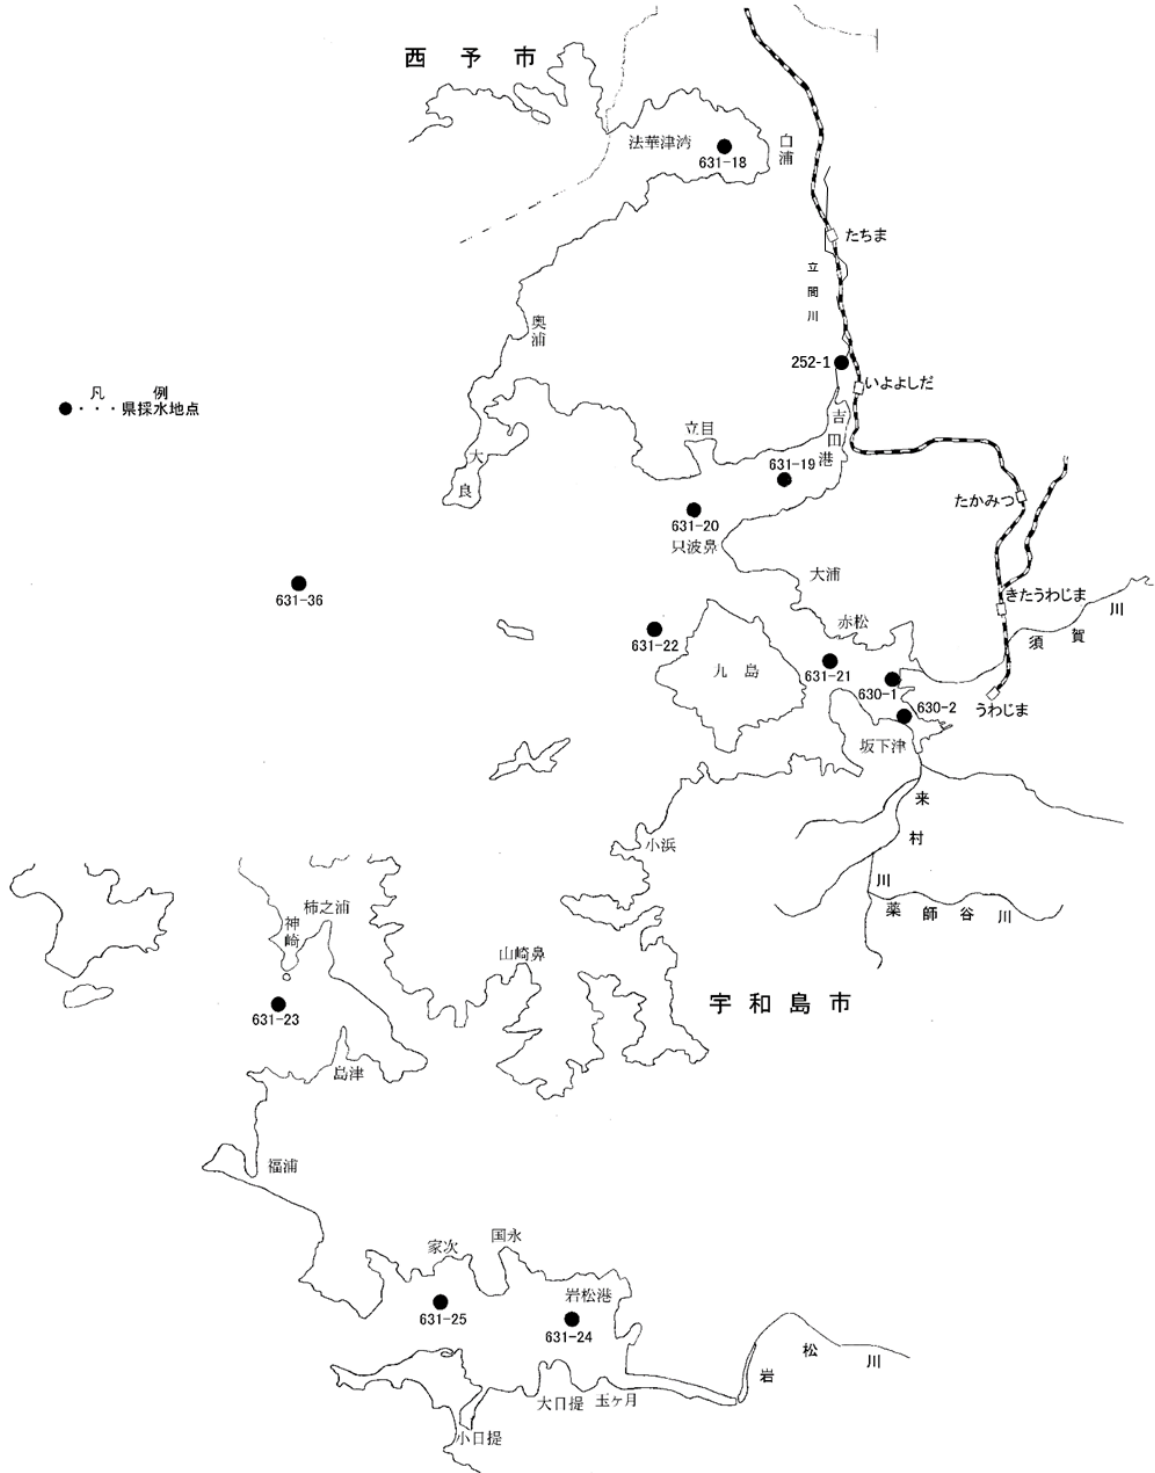 西予市
法華津湾
631-18
白浦
たちま
立間川
奥浦
252-1
いよよしだ
凡例
●・・・県採水地点
吉田港
立目
大良
631-19
631-20
只波鼻
たかみつ
大浦
631-36
きたうわじま
須賀川
赤松
631-22
九島
631-21
630-1
630-2
うわじま
坂下津
来村川
小浜
薬師谷川
柿之浦
神崎
山崎鼻
631-23
宇和島市
島津
福浦
国永
家次
岩松港
631-25
631-24
岩松川
大日提
玉ヶ月
小日提